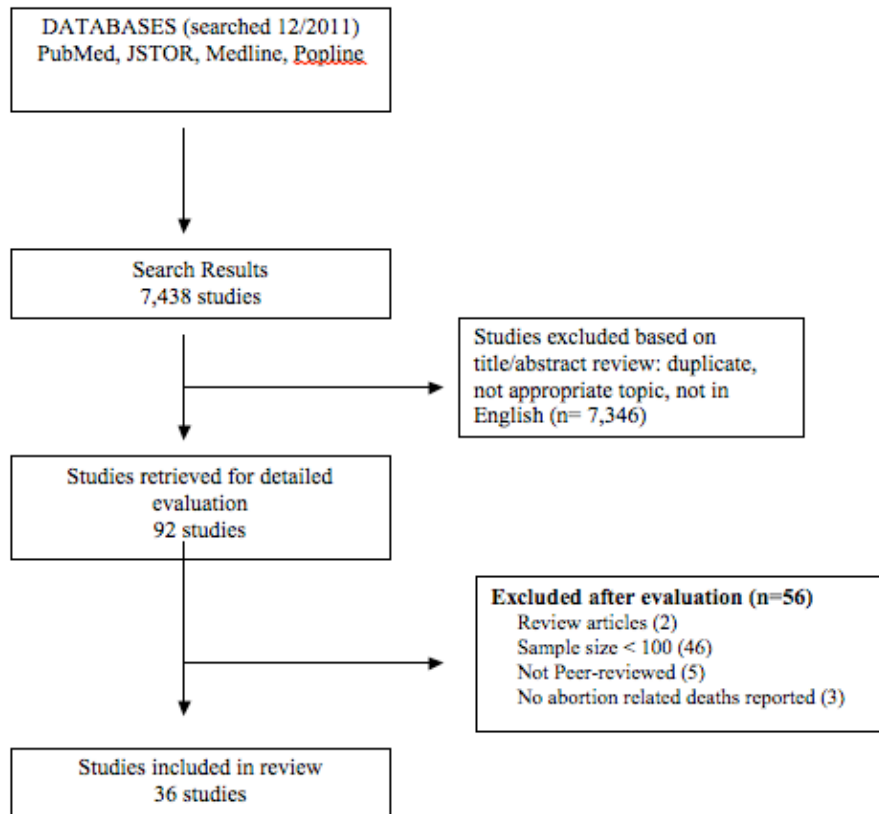 DATABASES (searched 12/2011)
PubMed, JSTOR, Medline, Popline
Search Results
7,438 studies
Studies excluded based on
title/abstract review: duplicate,
not appropriate topic, not in
English (n= 7,346)
Studies retrieved for detailed
evaluation
92 studies
Excluded after evaluation (n=56)
Review articles (2)
Sample size < 100 (46)
Not Peer-reviewed (5)
No abortion related deaths reported (3)
Studies included in review
36 studies